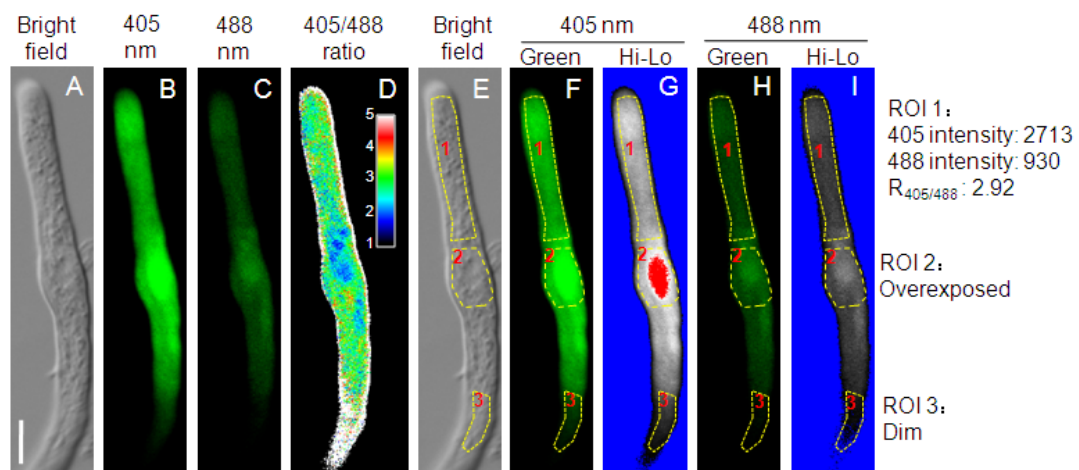 Bright field
405 nm
488 nm
405/488 ratio
Bright field
405 nm
488 nm
Green
Hi-Lo
Green
Hi-Lo
A
B
C
D
E
F
G
H
I
5
4
3
2
1
1
1
1
1
1
2
2
2
2
2
3
3
3
3
3
ROI 1:
405 intensity: 2713
488 intensity: 930
R405/488 : 2.92
ROI 2:
Overexposed
ROI 3:
Dim